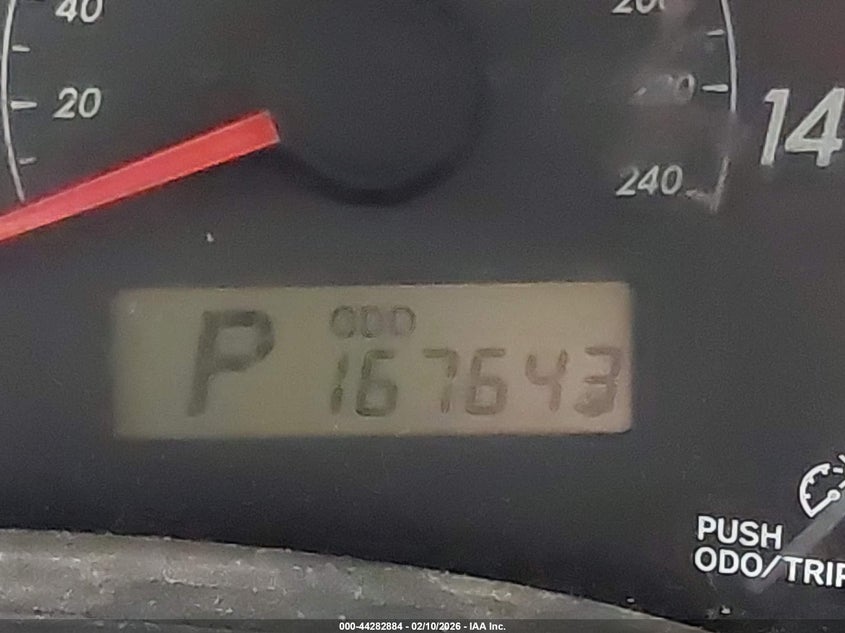 40
20
240
14
P ODO
167643
PUSH
ODO/TRIP
000-44282884 - 02/10/2026 - IAA Inc.